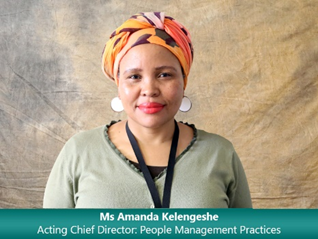 Ms Amanda Kelengeshe
Acting Chief Director: People Management Practices